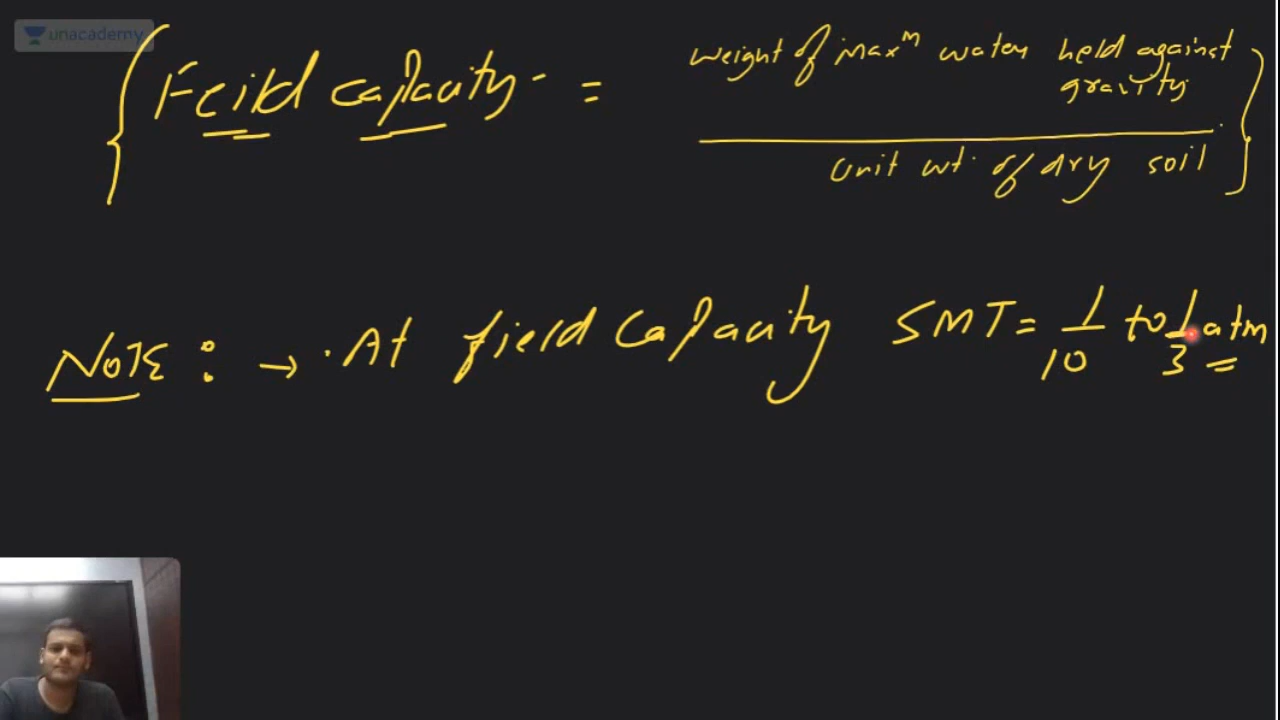 unacademy
Feild capacity - =
weight of Max^m water held against
gravity
unit wt. of dry soil
NOTE : → At field capacity SMT = 1/10 to 1/3 atm